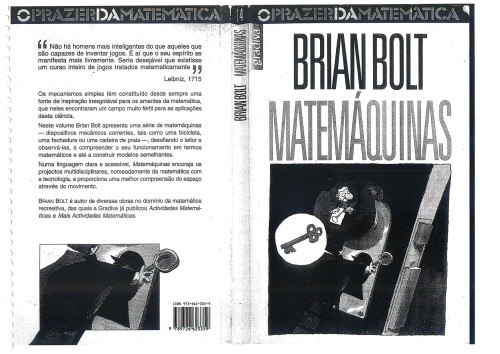 O PRAZER DA MATEMÁTICA
“ Não há homens mais inteligentes do que aqueles que
são capazes de inventar jogos. É aí que o seu espírito se
manifesta mais livremente. Seria desejável que existisse
um curso inteiro de jogos tratados matematicamente ”
Leibniz, 1715
Os mecanismos simples têm constituído desde sempre uma
fonte de inspiração inesgotável para os amantes da matemática,
que neles encontraram um campo muito fértil para as aplicações
desta ciência.
Neste volume Brian Bolt apresenta uma série de matemáquinas
— dispositivos mecânicos correntes, tais como uma bicicleta,
uma fechadura ou uma cadeira de praia —, desafiando o leitor a
observá-las, a compreender o seu funcionamento em termos
matemáticos e até a construir modelos semelhantes.
Numa linguagem clara e acessível, Matemáquinas encoraja os
projectos multidisciplinares, nomeadamente da matemática com
a tecnologia, e proporciona uma melhor compreensão do espaço
através do movimento.
BRIAN BOLT é autor de diversas obras no domínio da matemática
recreativa, das quais a Gradiva já publicou Actividades Matemá-
ticas e Mais Actividades Matemáticas.
BRIAN BOLT MATEMÁQUINAS gradiva
O PRAZER DA MATEMÁTICA
BRIAN BOLT
MATEMÁQUINAS